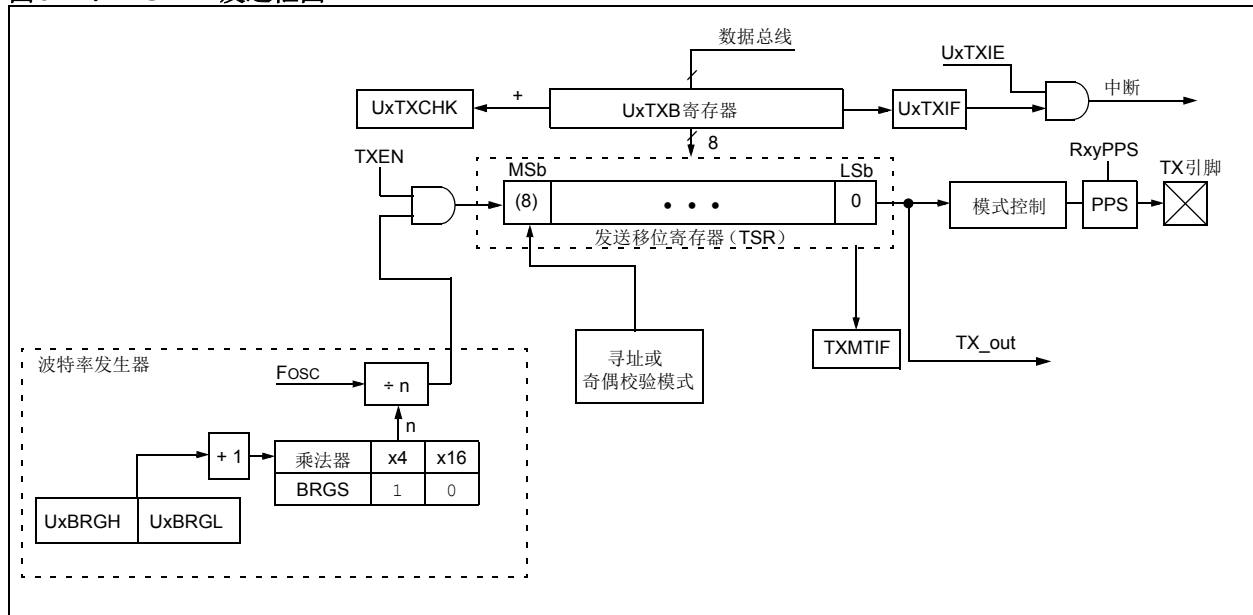 数据总线
UxTXIE
UxTXCHK
+
UxTXB寄存器
UxTXIF
中断
8
TXEN
MSb
LSb
RxyPPS
TX引脚
(8)
• • •
0
模式控制
PPS
发送移位寄存器（TSR）
寻址或
奇偶校验模式
TXMTIF
TX_out
波特率发生器
FOSC
÷ n
n
+ 1
乘法器 x4 x16
BRGS 1 0
UxBRGH UxBRGL